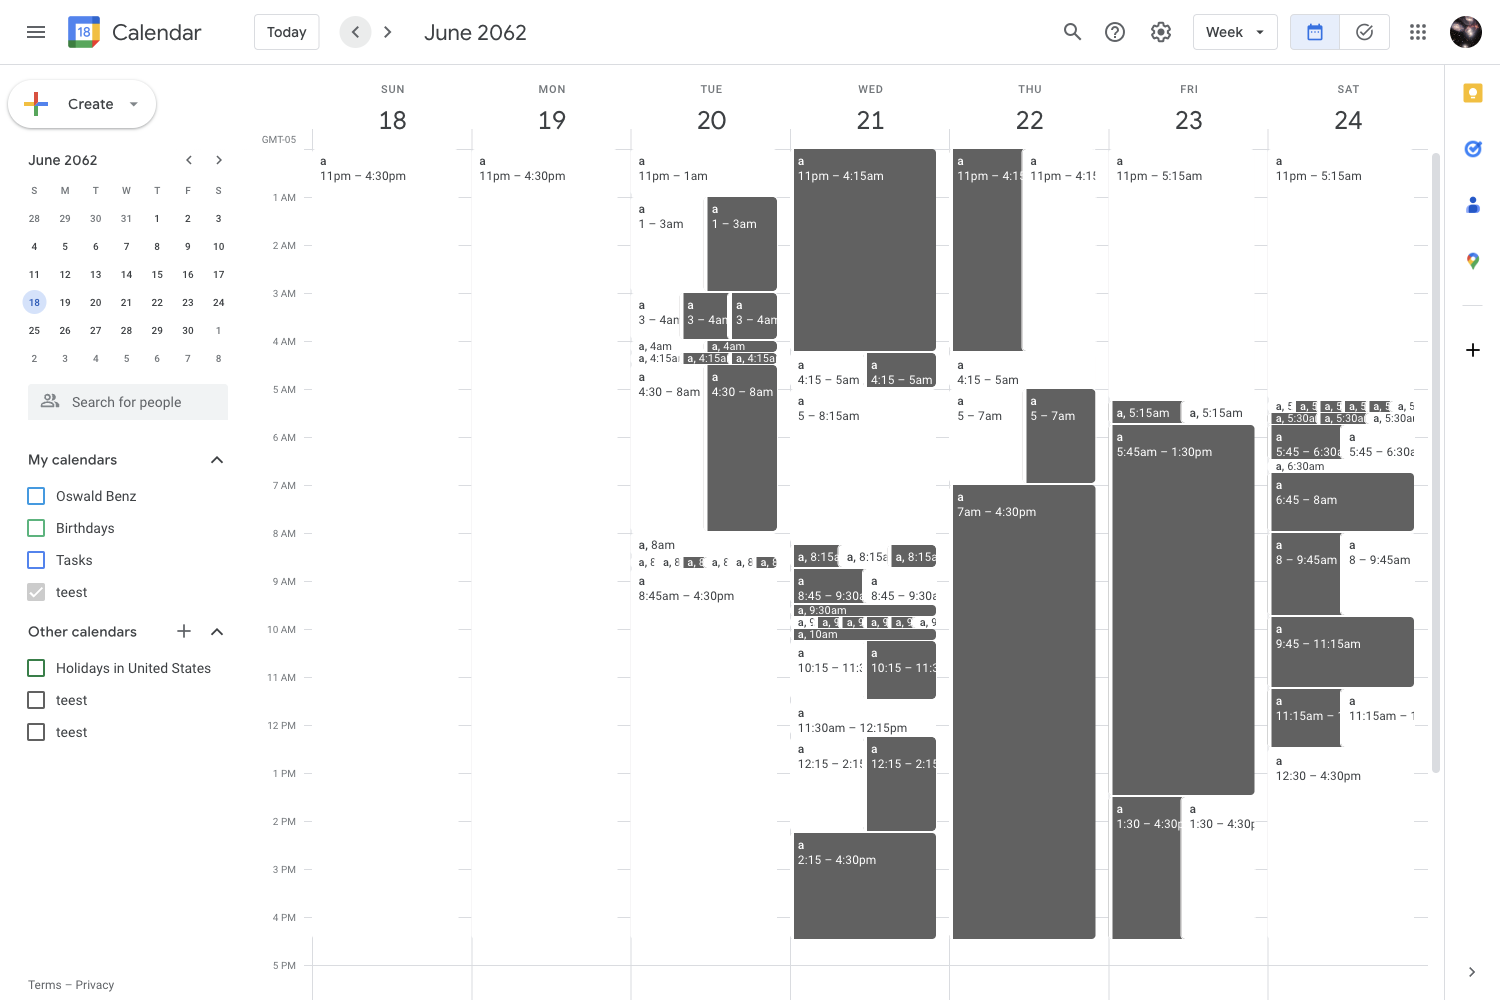 18 Calendar Today June 2062 Week
Create
June 2062
S M T W T F S
28 29 30 31 1 2 3
4 5 6 7 8 9 10
11 12 13 14 15 16 17
18 19 20 21 22 23 24
25 26 27 28 29 30 1
2 3 4 5 6 7 8
Search for people
My calendars
Oswald Benz
Birthdays
Tasks
teest
Other calendars
Holidays in United States
teest
teest
Terms – Privacy
GMT-05
1 AM
2 AM
3 AM
4 AM
5 AM
6 AM
7 AM
8 AM
9 AM
10 AM
11 AM
12 PM
1 PM
2 PM
3 PM
4 PM
5 PM
SUN
18
a
11pm – 4:30pm
MON
19
a
11pm – 4:30pm
TUE
20
a
11pm – 1am
a
1 – 3am
a
1 – 3am
a
3 – 4am
a
3 – 4am
a
3 – 4am
a, 4am
a, 4am
a, 4:15a
a, 4:15a
a, 4:15a
a
4:30 – 8am
a
4:30 – 8am
a, 8am
a, 8
a, 8
a, 8
a, 8
a, 8
a, 8
a
8:45am – 4:30pm
WED
21
a
11pm – 4:15am
a
4:15 – 5am
a
4:15 – 5am
a
5 – 8:15am
a, 8:15a
a, 8:15a
a, 8:15a
a
8:45 – 9:30a
a
8:45 – 9:30a
a, 9:30am
a, 9
a, 9
a, 9
a, 9
a, 9
a, 9
a, 10am
a
10:15 – 11:3
a
10:15 – 11:3
a
11:30am – 12:15pm
a
12:15 – 2:15
a
12:15 – 2:15
a
2:15 – 4:30pm
THU
22
a
11pm – 4:15
a
11pm – 4:15
a
4:15 – 5am
a
5 – 7am
a
5 – 7am
a
7am – 4:30pm
FRI
23
a
11pm – 5:15am
a, 5:15am
a, 5:15am
a
5:45am – 1:30pm
a
1:30 – 4:30p
a
1:30 – 4:30p
SAT
24
a
11pm – 5:15am
a, 5
a, 5
a, 5
a, 5
a, 5
a, 5
a, 5:30a
a, 5:30a
a, 5:30a
a
5:45 – 6:30a
a
5:45 – 6:30a
a, 6:30am
a
6:45 – 8am
a
8 – 9:45am
a
8 – 9:45am
a
9:45 – 11:15am
a
11:15am – 1
a
11:15am – 1
a
12:30 – 4:30pm